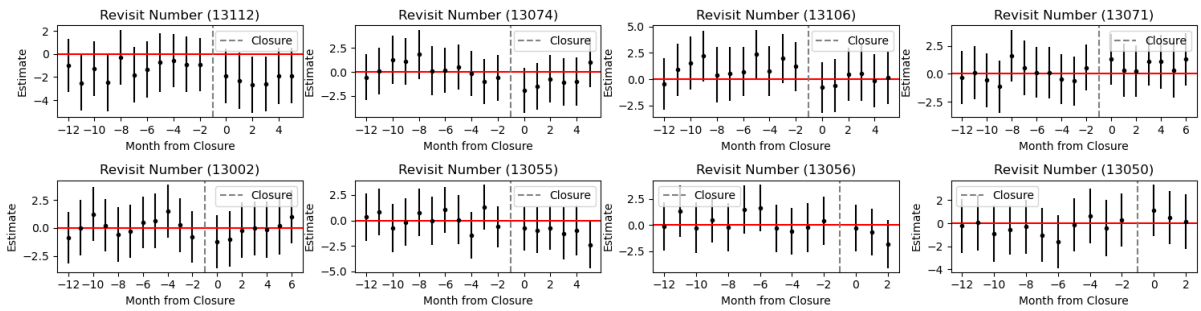 Revisit Number (13112)
Estimate
2
0
−2
−4
Closure
−12 −10 −8 −6 −4 −2 0 2 4
Month from Closure
Revisit Number (13074)
Estimate
2.5
0.0
−2.5
Closure
−12 −10 −8 −6 −4 −2 0 2 4
Month from Closure
Revisit Number (13106)
Estimate
5.0
2.5
0.0
−2.5
Closure
−12 −10 −8 −6 −4 −2 0 2 4
Month from Closure
Revisit Number (13071)
Estimate
2.5
0.0
−2.5
Closure
−12 −10 −8 −6 −4 −2 0 2 4 6
Month from Closure
Revisit Number (13002)
Estimate
2.5
0.0
−2.5
Closure
−12 −10 −8 −6 −4 −2 0 2 4 6
Month from Closure
Revisit Number (13055)
Estimate
2.5
0.0
−2.5
−5.0
Closure
−12 −10 −8 −6 −4 −2 0 2 4
Month from Closure
Revisit Number (13056)
Estimate
2.5
0.0
−2.5
Closure
−12 −10 −8 −6 −4 −2 0 2
Month from Closure
Revisit Number (13050)
Estimate
2
0
−2
−4
Closure
−12 −10 −8 −6 −4 −2 0 2
Month from Closure